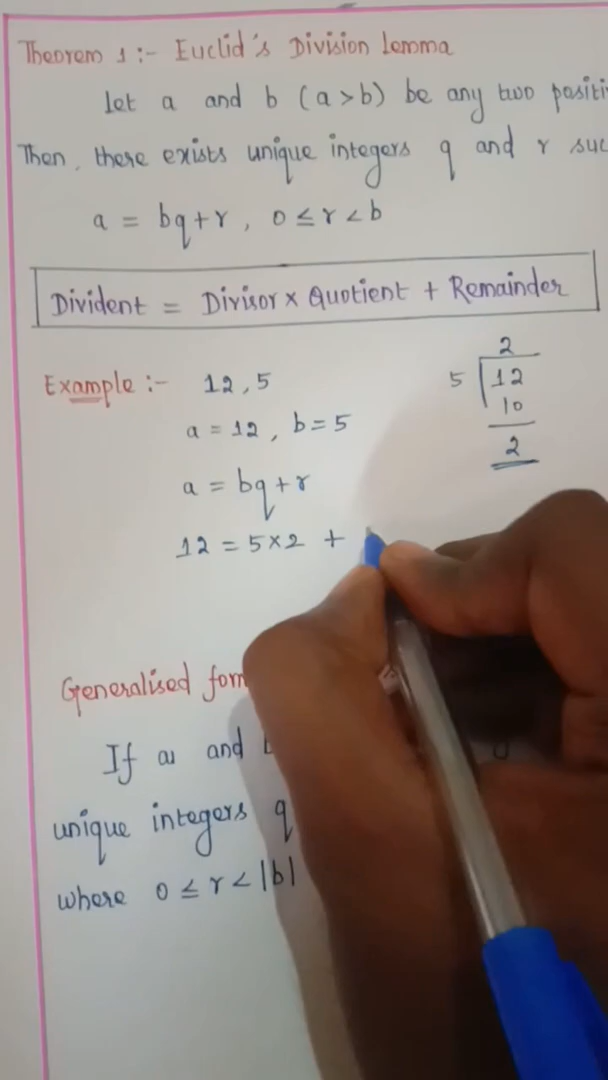 Theorem 1 :- Euclid's Division Lemma
Let a and b (a > b) be any two
Then, there exists unique integers q and r
a = bq + r, 0 ≤ r < b
Divident = Divisor × Quotient + Remainder
Example :- 12, 5
a = 12, b = 5
a = bq + r
12 = 5 × 2 +
2
5 12
10
2
Generalised
If a and
unique integers q
where 0 ≤ r < |b|